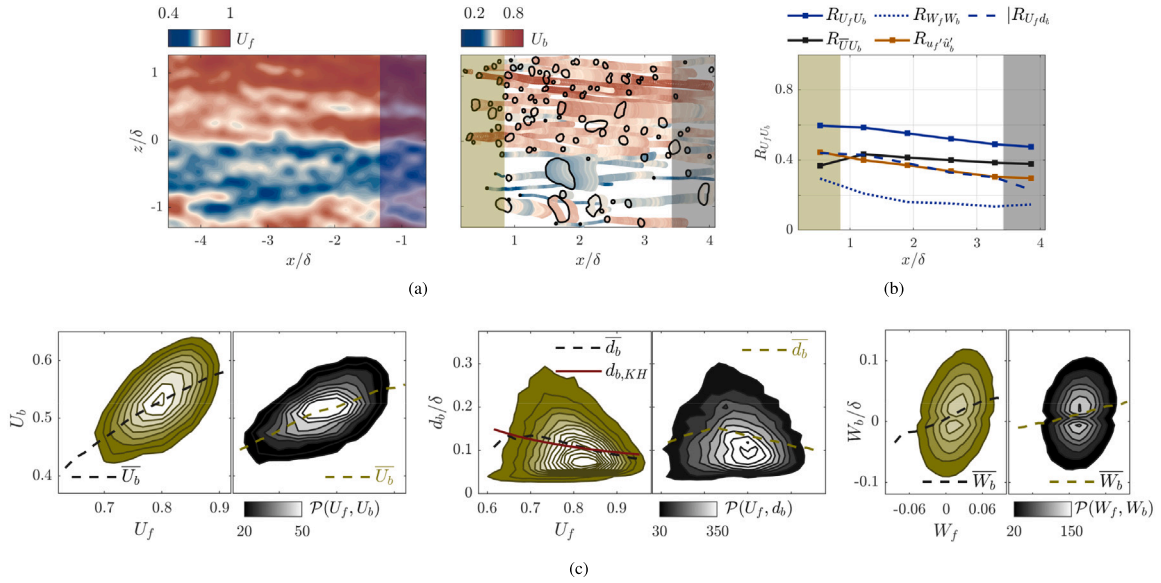 0.4 1
U_f
1
0
-1
z/δ
-4 -3 -2 -1
x/δ
0.2 0.8
U_b
1 2 3 4
x/δ
(a)
R_{U_f U_b} R_{W_f W_b} |R_{U_f d_b}
R_{\overline{U} U_b} R_{u_f' \tilde{u}_b'}
0.8
0.4
0
R_{U_f U_b}
1 2 3 4
x/δ
(b)
0.6
0.5
0.4
U_b
\overline{U_b}
\overline{U_b}
0.7 0.8 0.9
U_f
P(U_f, U_b)
20 50
0.3
0.2
0.1
0
d_b/δ
\overline{d_b}
d_{b,KH}
\overline{d_b}
0.6 0.7 0.8 0.9
U_f
P(U_f, d_b)
30 350
0.1
0
-0.1
W_b/δ
\overline{W_b}
\overline{W_b}
-0.06 0 0.06
W_f
P(W_f, W_b)
20 150
(c)